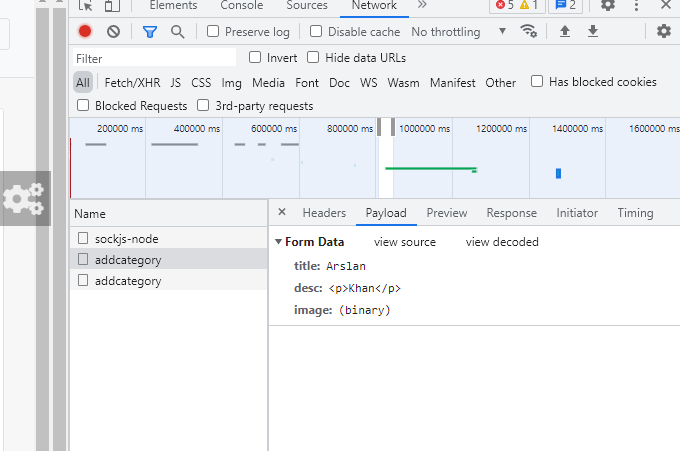 Elements Console Sources Network » 5 1 2
Preserve log Disable cache No throttling
Filter Invert Hide data URLs
All Fetch/XHR JS CSS Img Media Font Doc WS Wasm Manifest Other Has blocked cookies
Blocked Requests 3rd-party requests
200000 ms 400000 ms 600000 ms 800000 ms 1000000 ms 1200000 ms 1400000 ms 1600000 ms
Name × Headers Payload Preview Response Initiator Timing
sockjs-node ▼ Form Data view source view decoded
addcategory title: Arslan
addcategory desc: <p>Khan</p>
image: (binary)